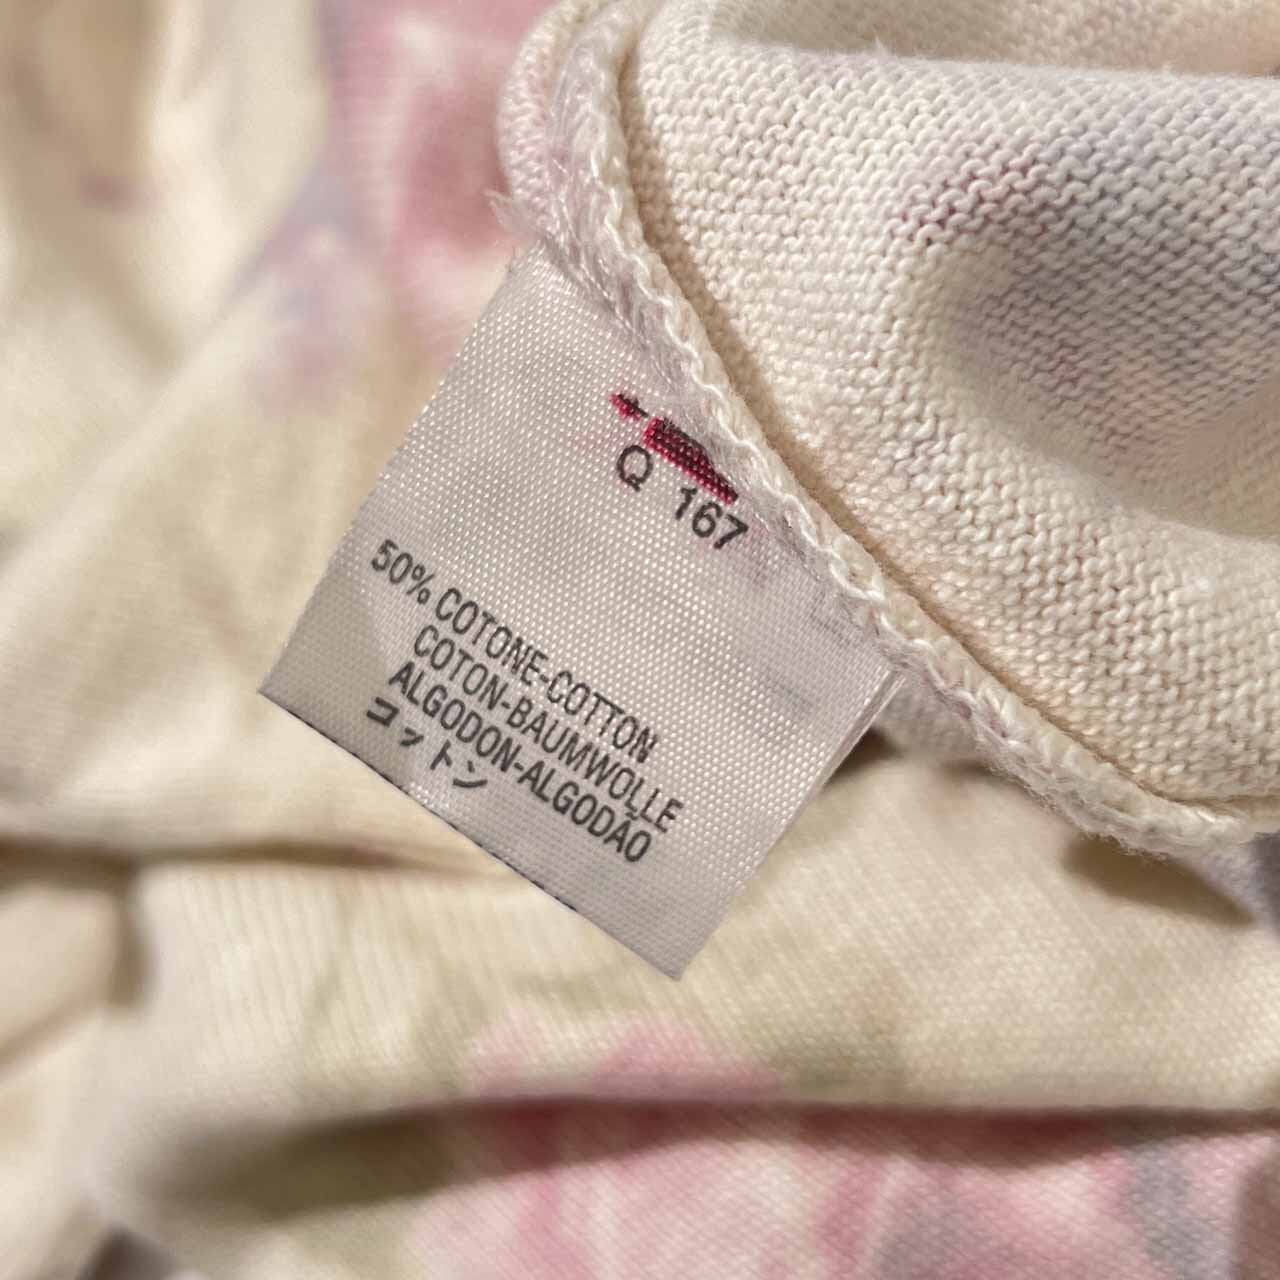 Q 167
50% COTONE-COTTON
COTON-BAUMWOLLE
ALGODON-ALGODÃO
コットン